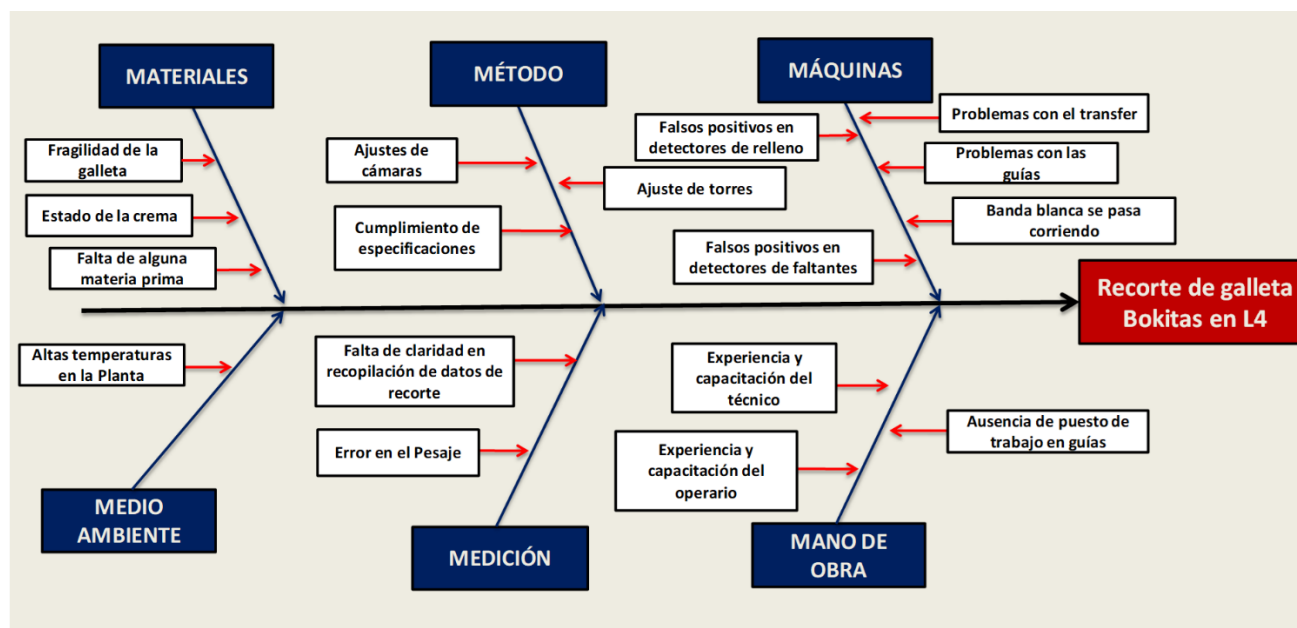 MATERIALES
MÉTODO
MÁQUINAS
Fragilidad de la
galleta
Estado de la crema
Falta de alguna
materia prima
Ajustes de
cámaras
Ajuste de torres
Cumplimiento de
especificaciones
Falsos positivos en
detectores de relleno
Problemas con el transfer
Problemas con las
guías
Banda blanca se pasa
corriendo
Falsos positivos en
detectores de faltantes
Recorte de galleta
Bokitas en L4
Altas temperaturas
en la Planta
Falta de claridad en
recopilación de datos de
recorte
Error en el Pesaje
Experiencia y
capacitación del
técnico
Ausencia de puesto de
trabajo en guías
Experiencia y
capacitación del
operario
MEDIO
AMBIENTE
MEDICIÓN
MANO DE
OBRA